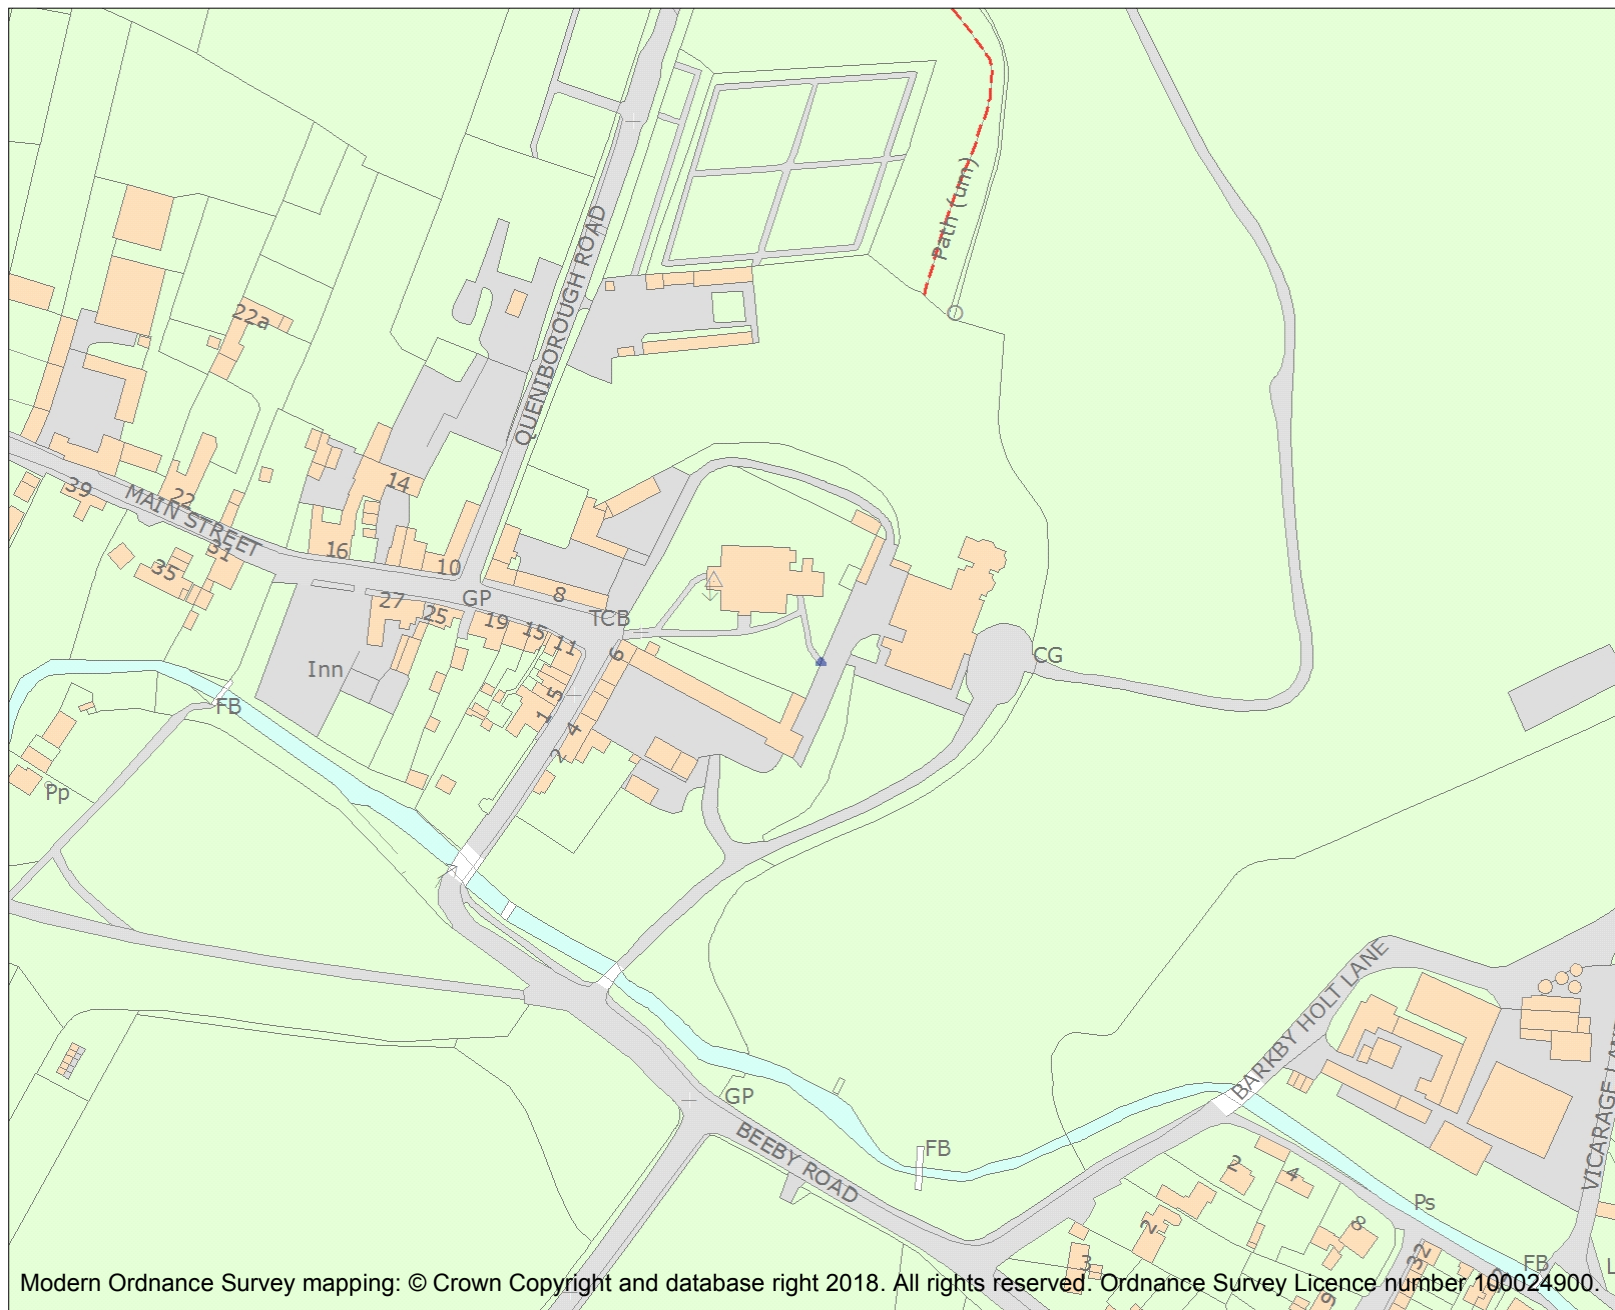 Path (um)
QUENIBOROUGH ROAD
22a
14
39
22
MAIN STREET
31
16
10
35
8
GP
27
25
19
TCB
15
11
6
Inn
CG
5
FB
1
4
2
Pp
BARKBY HOLT LANE
GP
VICARAGE LAN
FB
BEEBY ROAD
2
4
Ps
2
8
32
3
FB
L
9
Modern Ordnance Survey mapping: © Crown Copyright and database right 2018. All rights reserved. Ordnance Survey Licence number 100024900.